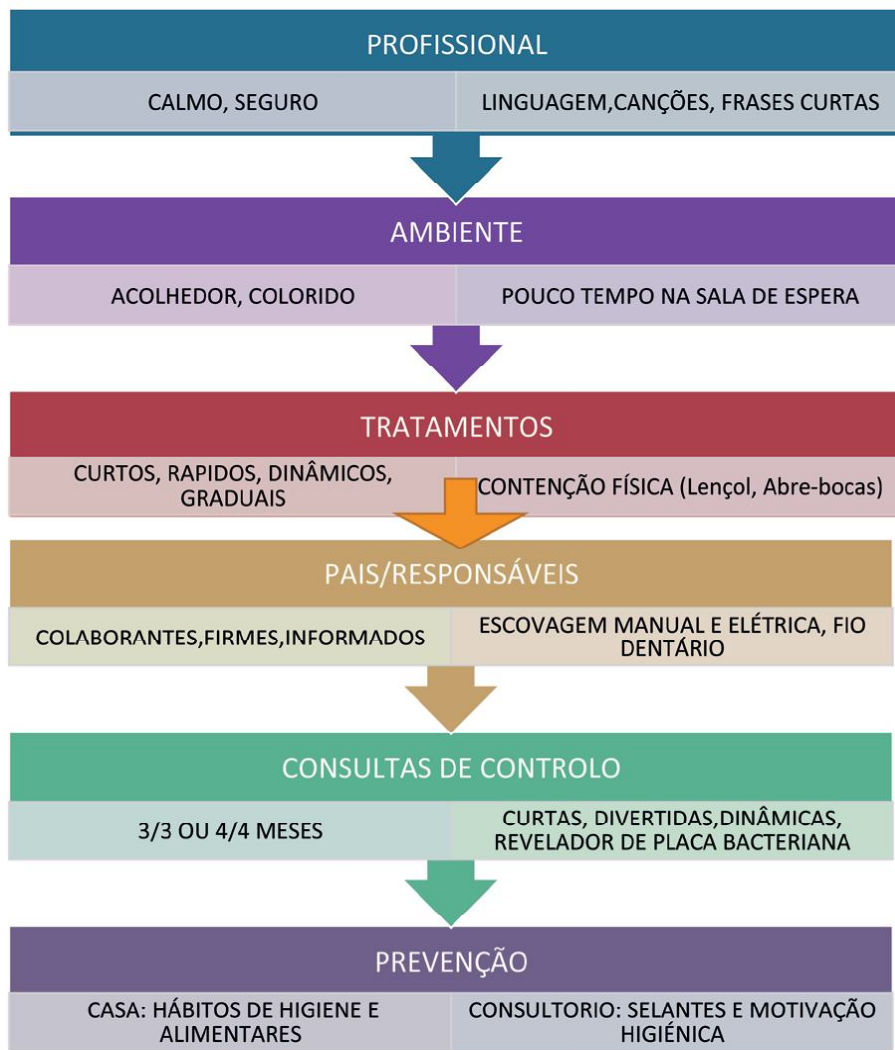 PROFISSIONAL
CALMO, SEGURO
LINGUAGEM,CANÇÕES, FRASES CURTAS
AMBIENTE
ACOLHEDOR, COLORIDO
POUCO TEMPO NA SALA DE ESPERA
TRATAMENTOS
CURTOS, RAPIDOS, DINÂMICOS,
GRADUAIS
CONTENÇÃO FÍSICA (Lençol, Abre-bocas)
PAIS/RESPONSÁVEIS
COLABORANTES,FIRMES,INFORMADOS
ESCOVAGEM MANUAL E ELÉTRICA, FIO
DENTÁRIO
CONSULTAS DE CONTROLO
3/3 OU 4/4 MESES
CURTAS, DIVERTIDAS,DINÂMICAS,
REVELADOR DE PLACA BACTERIANA
PREVENÇÃO
CASA: HÁBITOS DE HIGIENE E
ALIMENTARES
CONSULTORIO: SELANTES E MOTIVAÇÃO
HIGIÉNICA